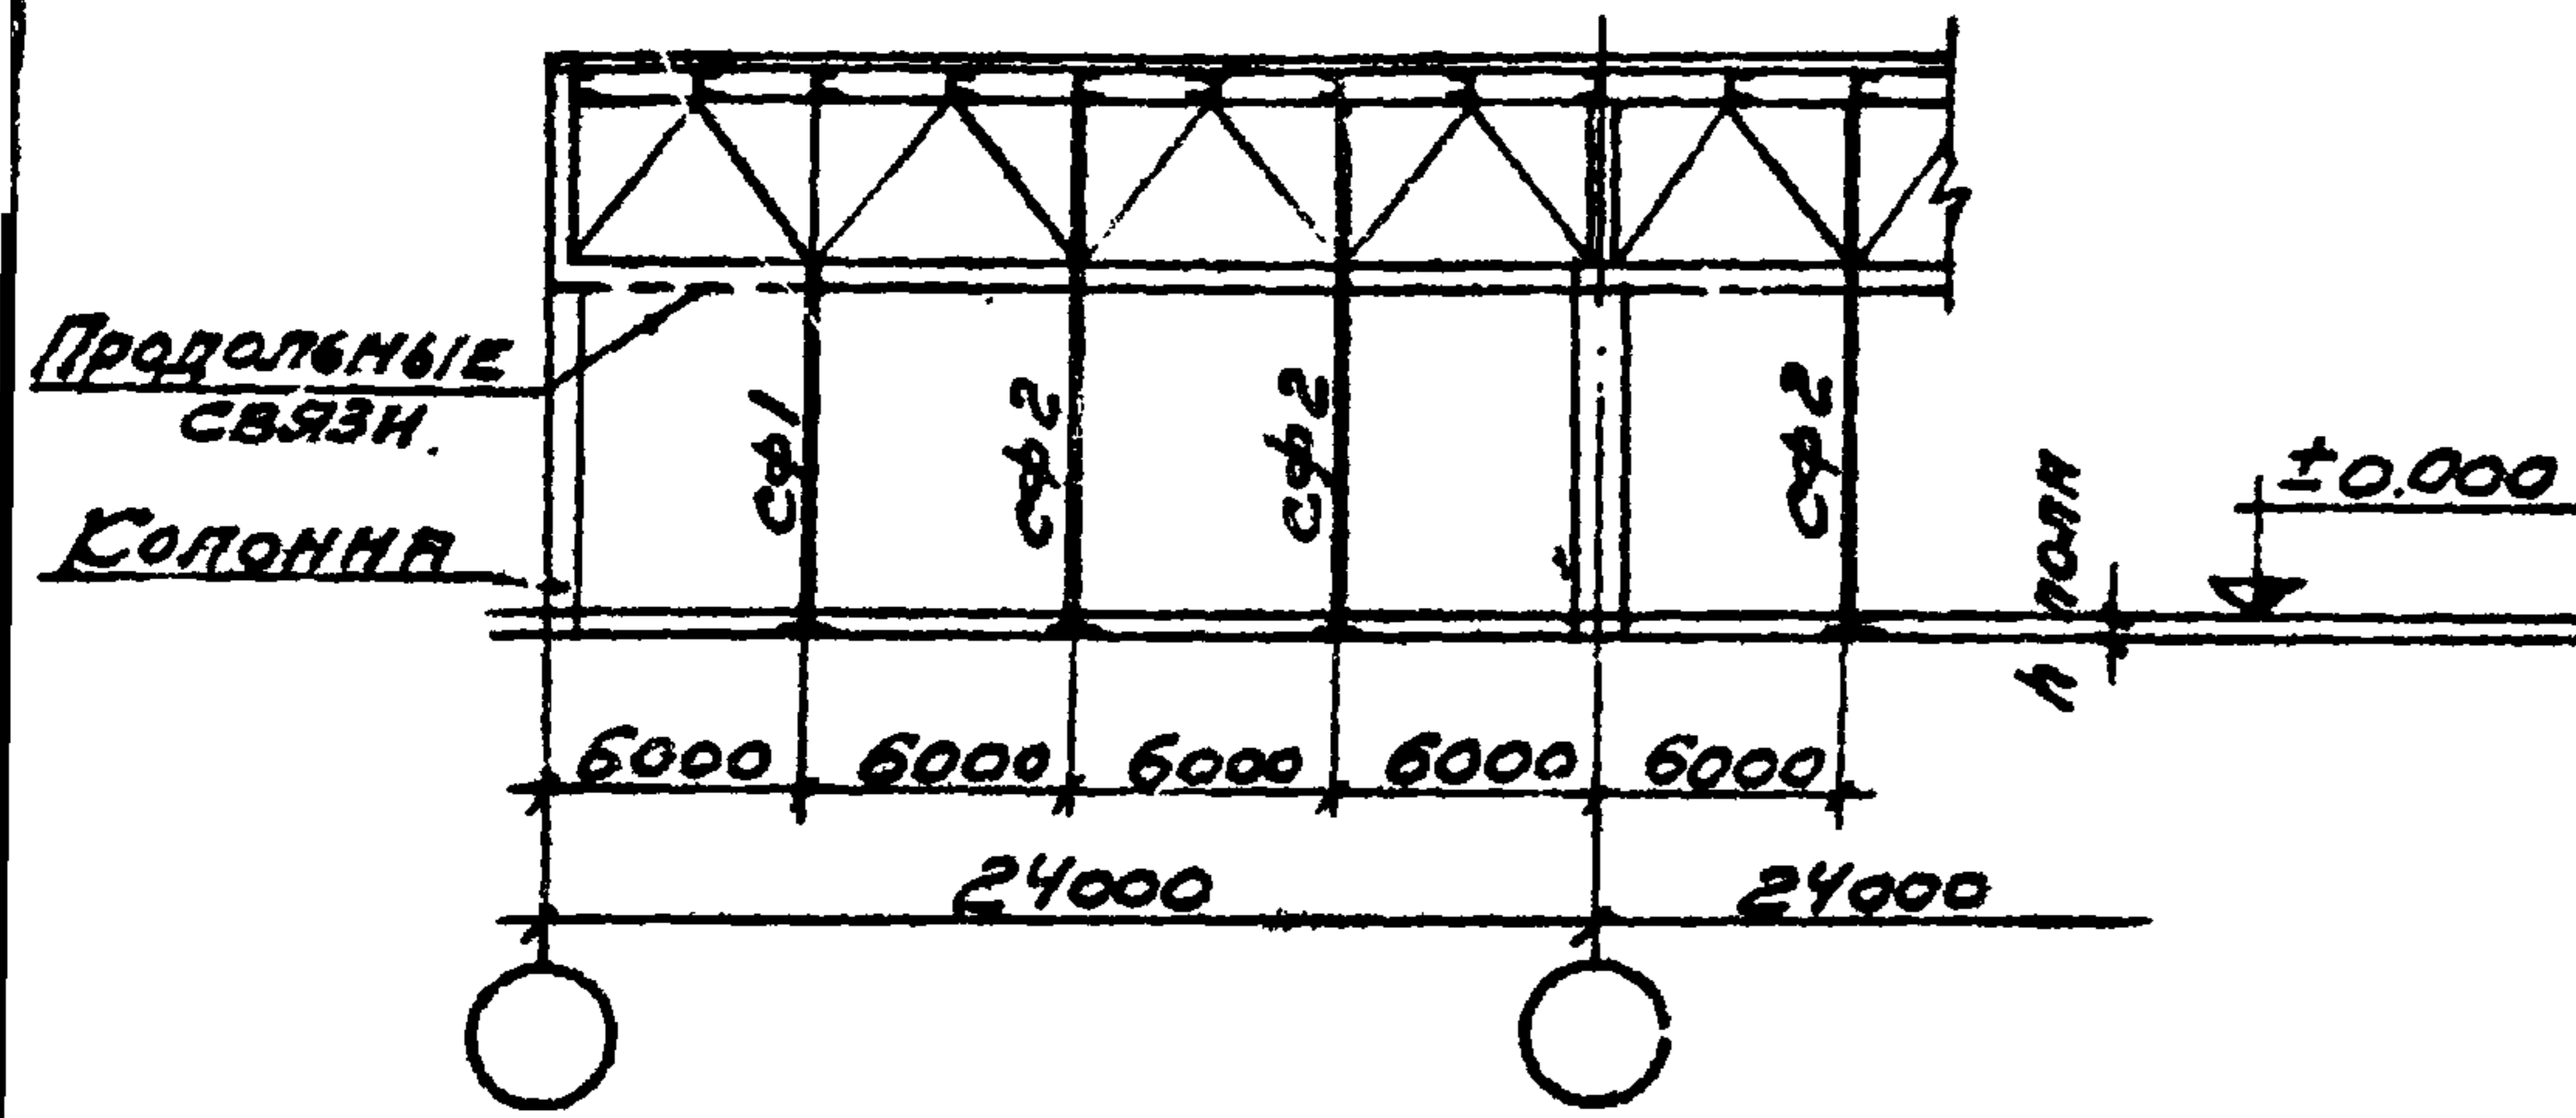 Продольные
связи.
Колонна
сф1
сф2
сф2
сф2
h пола
±0.000
6000 6000 6000 6000 6000
24000 24000